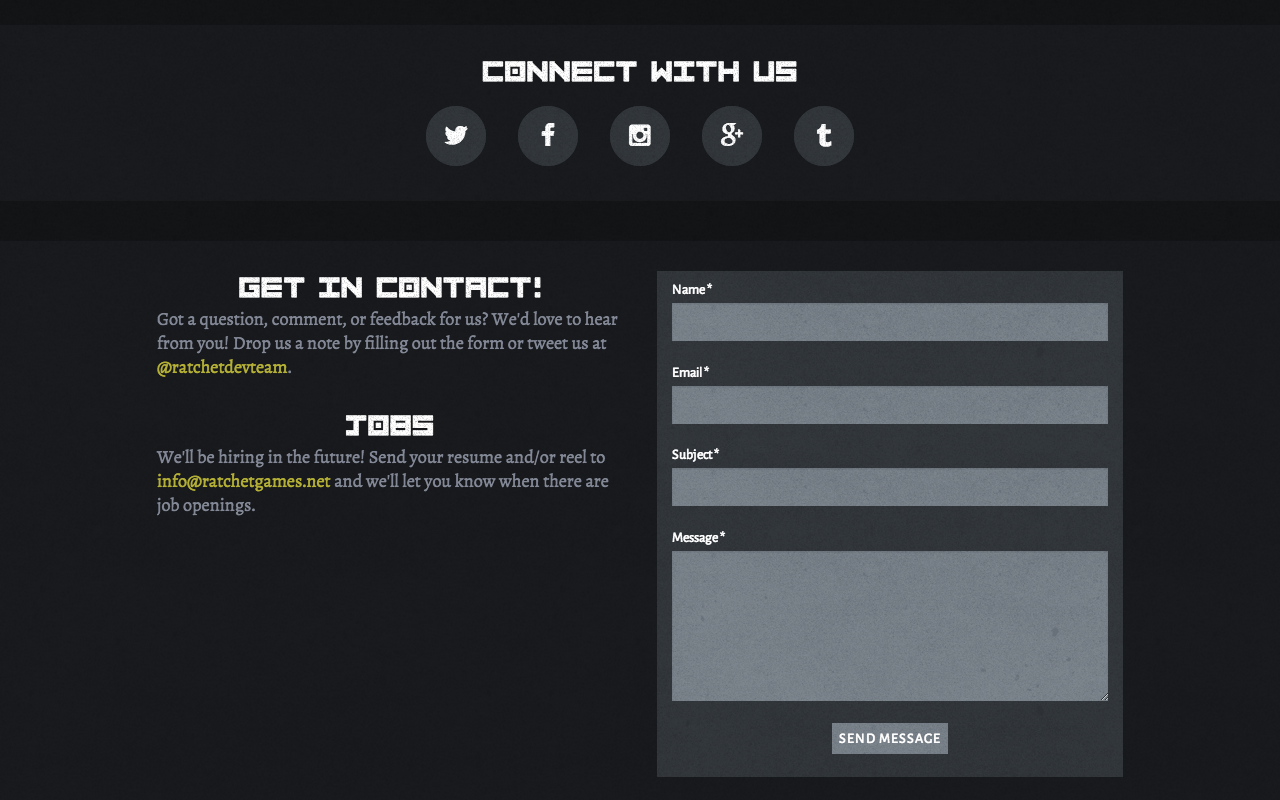 CONNECT WITH US
GET IN CONTACT!
Got a question, comment, or feedback for us? We'd love to hear
from you! Drop us a note by filling out the form or tweet us at
@ratchetdevteam.
JOBS
We'll be hiring in the future! Send your resume and/or reel to
info@ratchetgames.net and we'll let you know when there are
job openings.
Name*
Email*
Subject*
Message*
SEND MESSAGE